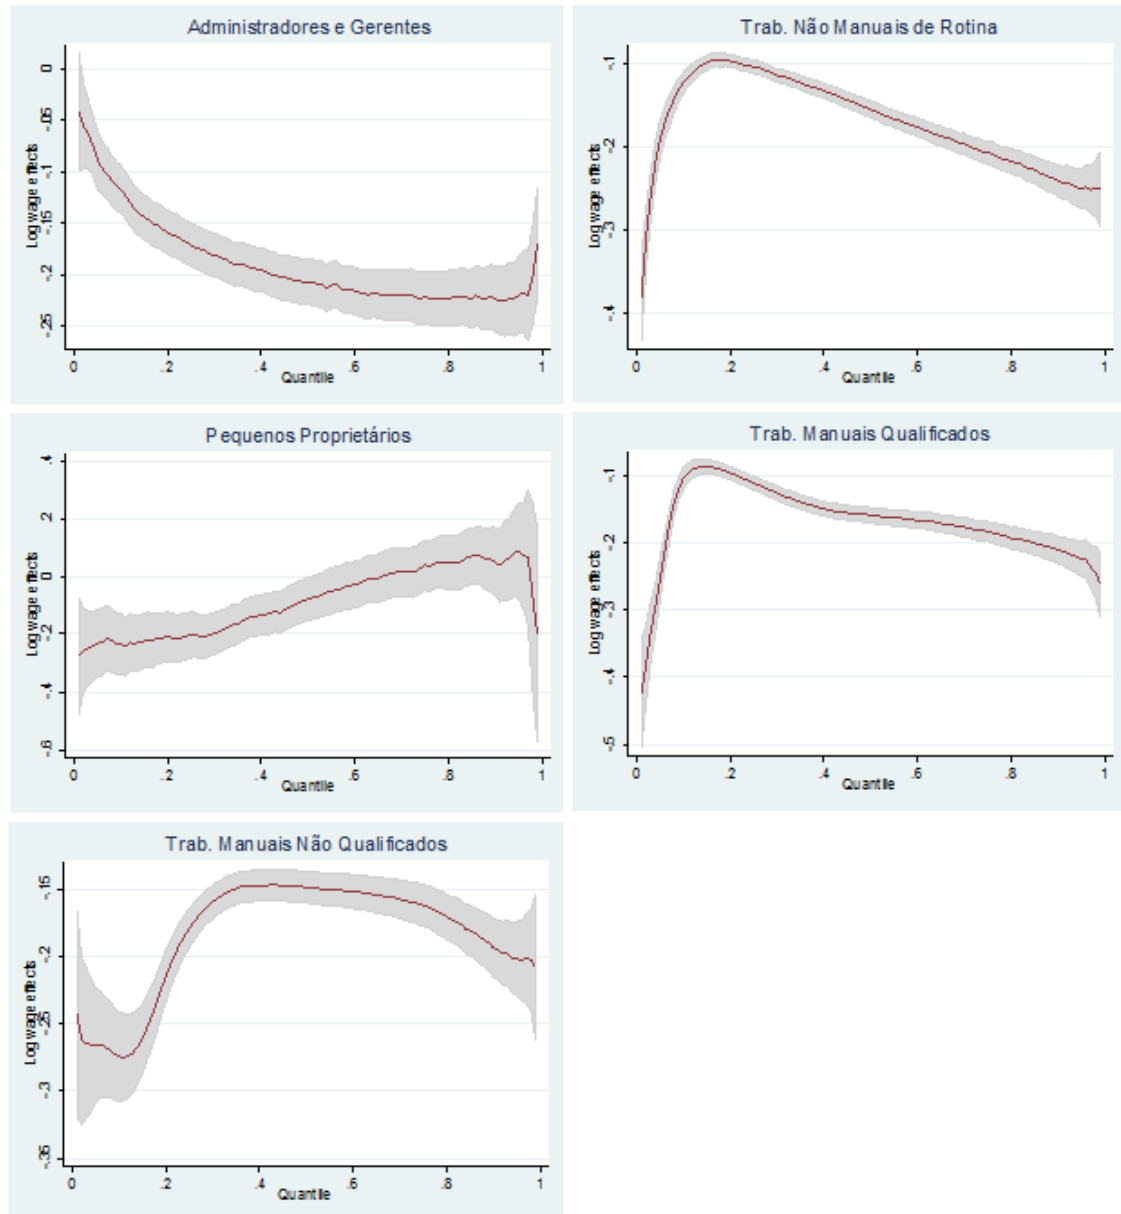 Administradores e Gerentes
Log wage effects
0
-.05
-.1
-.15
-.2
-.25
0 .2 .4 .6 .8 1
Quantile
Trab. Não Manuais de Rotina
Log wage effects
-.1
-.2
-.3
-.4
0 .2 .4 .6 .8 1
Quantile
Pequenos Proprietários
Log wage effects
.4
.2
0
-.2
-.4
-.6
0 .2 .4 .6 .8 1
Quantile
Trab. Manuais Qualificados
Log wage effects
-.1
-.2
-.3
-.4
-.5
0 .2 .4 .6 .8 1
Quantile
Trab. Manuais Não Qualificados
Log wage effects
-.15
-.2
-.25
-.3
-.35
0 .2 .4 .6 .8 1
Quantile